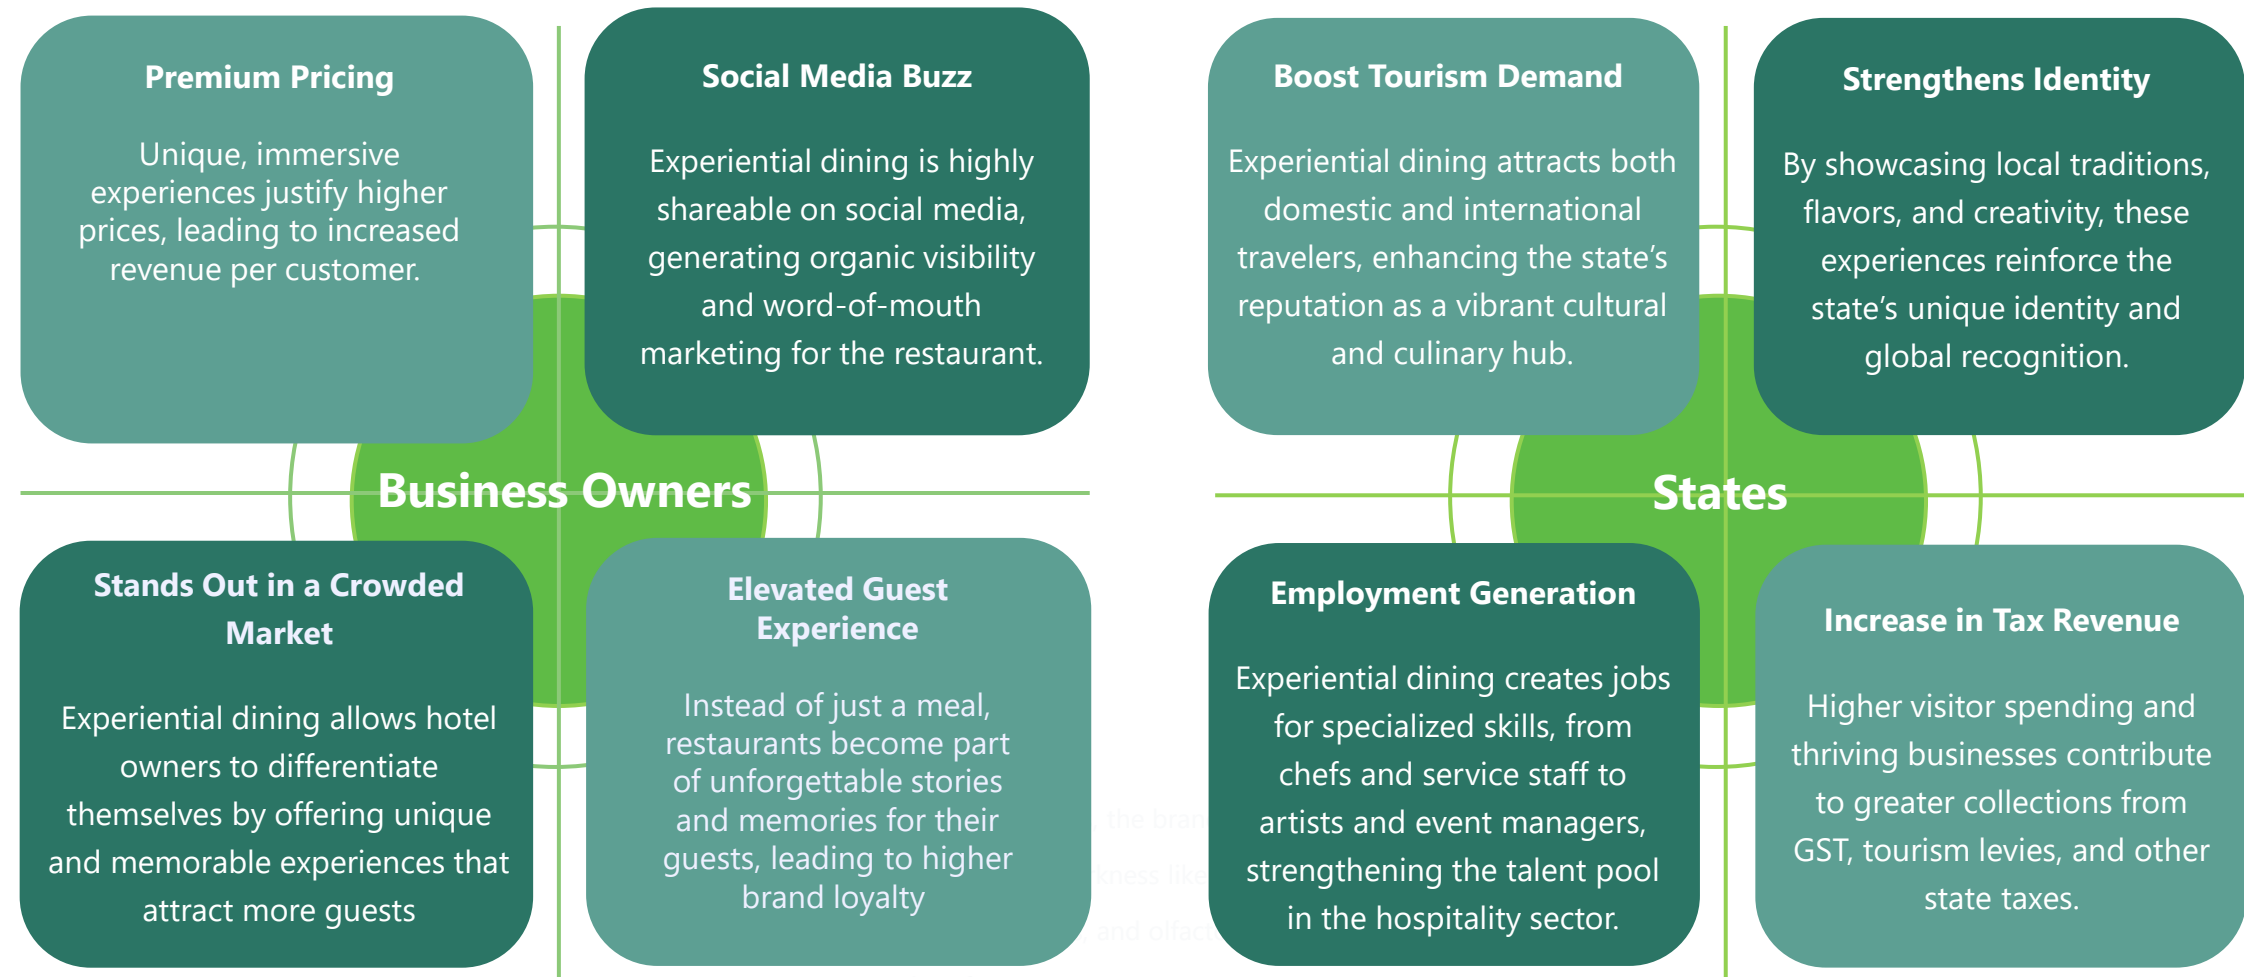 Premium Pricing
Unique, immersive
experiences justify higher
prices, leading to increased
revenue per customer.
Social Media Buzz
Experiential dining is highly
shareable on social media,
generating organic visibility
and word-of-mouth
marketing for the restaurant.
Business Owners
Stands Out in a Crowded
Market
Experiential dining allows hotel
owners to differentiate
themselves by offering unique
and memorable experiences that
attract more guests
Elevated Guest
Experience
Instead of just a meal,
restaurants become part
of unforgettable stories
and memories for their
guests, leading to higher
brand loyalty
Boost Tourism Demand
Experiential dining attracts both
domestic and international
travelers, enhancing the state’s
reputation as a vibrant cultural
and culinary hub.
Strengthens Identity
By showcasing local traditions,
flavors, and creativity, these
experiences reinforce the
state’s unique identity and
global recognition.
States
Employment Generation
Experiential dining creates jobs
for specialized skills, from
chefs and service staff to
artists and event managers,
strengthening the talent pool
in the hospitality sector.
Increase in Tax Revenue
Higher visitor spending and
thriving businesses contribute
to greater collections from
GST, tourism levies, and other
state taxes.
the
like
and